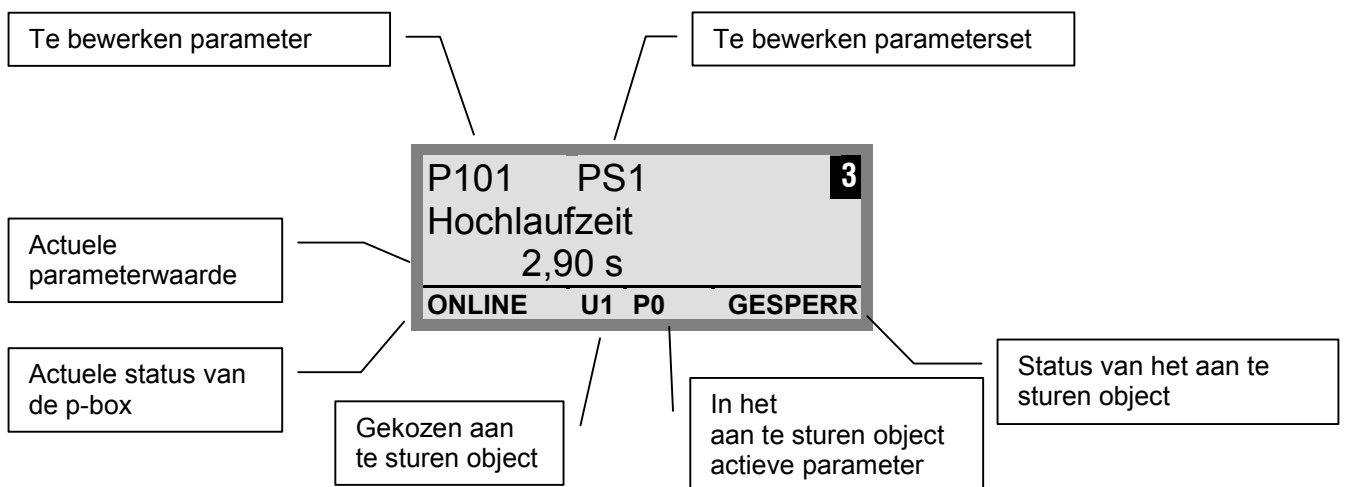 Te bewerken parameter
Te bewerken parameterset
P101 PS1 3
Hochlaufzeit
2,90 s
ONLINE U1 P0 GESPERR
Actuele
parameterwaarde
Actuele status van
de p-box
Gekozen aan
te sturen object
In het
aan te sturen object
actieve parameter
Status van het aan te
sturen object